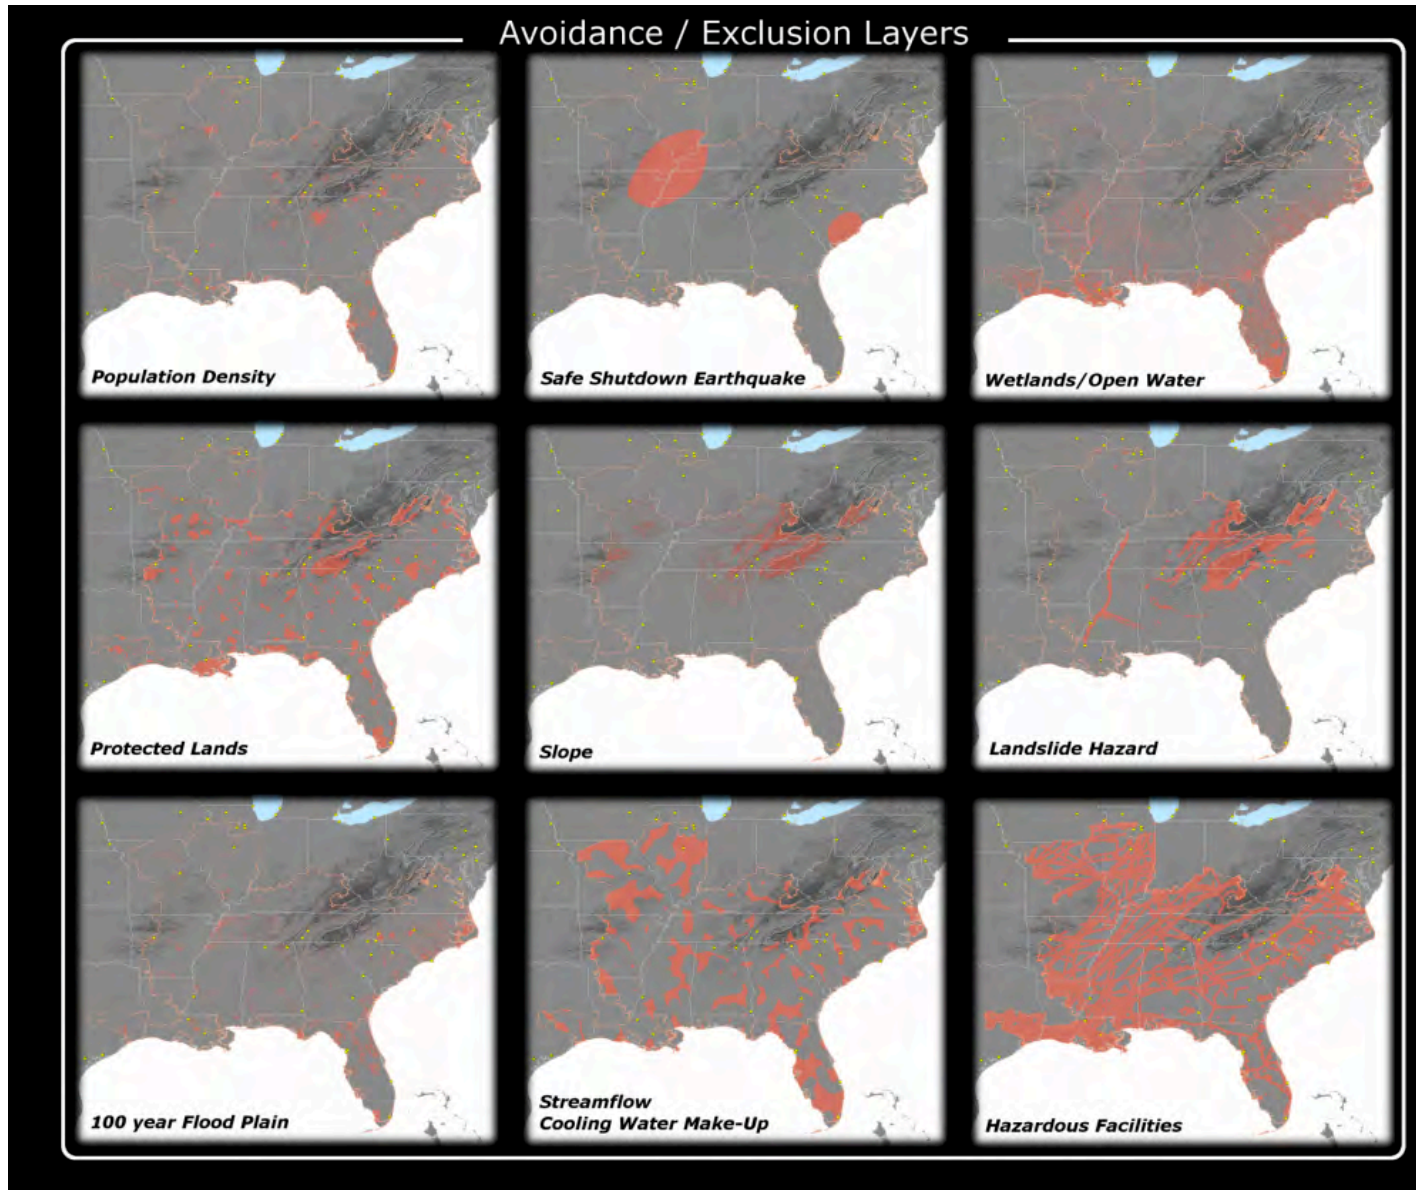 Avoidance / Exclusion Layers
Population Density
Safe Shutdown Earthquake
Wetlands/Open Water
Protected Lands
Slope
Landslide Hazard
100 year Flood Plain
Streamflow
Cooling Water Make-Up
Hazardous Facilities